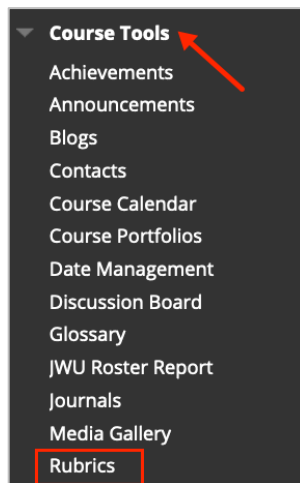 Course Tools
Achievements
Announcements
Blogs
Contacts
Course Calendar
Course Portfolios
Date Management
Discussion Board
Glossary
JWU Roster Report
Journals
Media Gallery
Rubrics